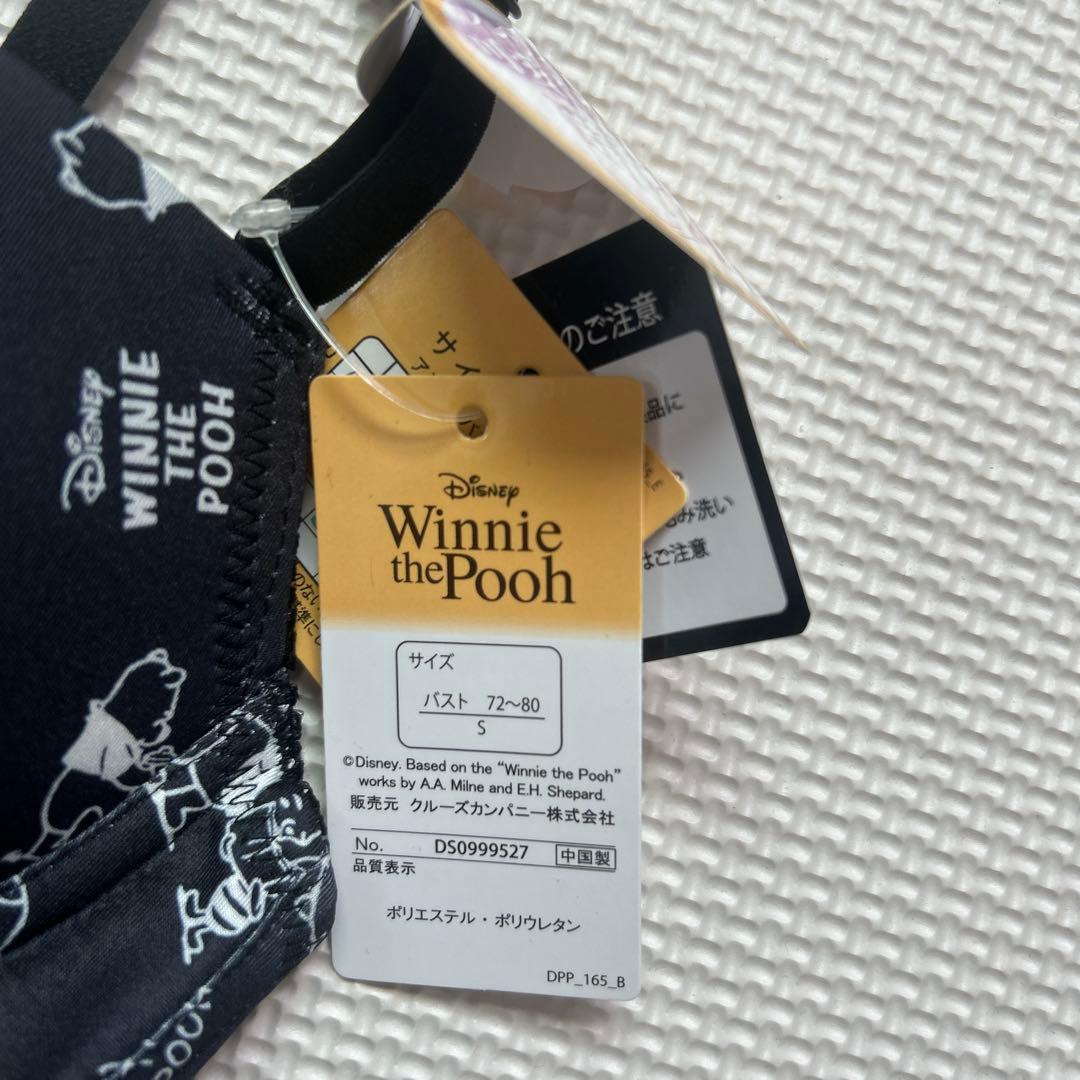 DISNEY
WINNIE
THE
POOH
のご注意
サイ
品に
み洗い
はご注意
DISNEY
Winnie
the Pooh
サイズ
バスト 72～80
S
©Disney. Based on the “Winnie the Pooh”
works by A.A. Milne and E.H. Shepard.
販売元 クルーズカンパニー株式会社
No. DS0999527 中国製
品質表示
ポリエステル・ポリウレタン
DPP_165_B